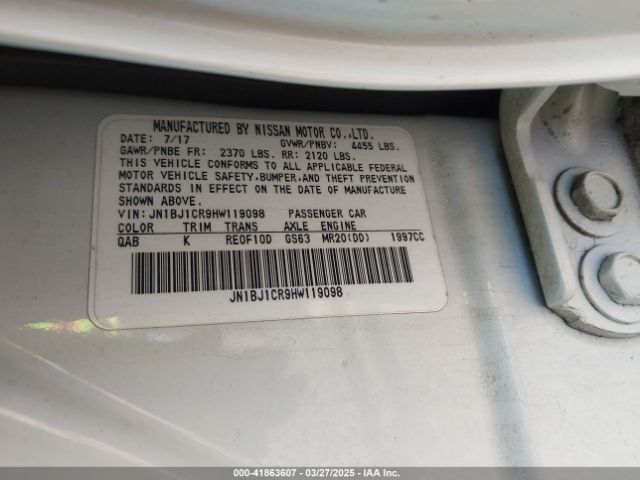 MANUFACTURED BY NISSAN MOTOR CO.,LTD.
DATE: 7/17 GVWR/PNBV: 4455 LBS.
GAWR/PNBE FR: 2370 LBS. RR: 2120 LBS.
THIS VEHICLE CONFORMS TO ALL APPLICABLE FEDERAL
MOTOR VEHICLE SAFETY,BUMPER,AND THEFT PREVENTION
STANDARDS IN EFFECT ON THE DATE OF MANUFACTURE
SHOWN ABOVE.
VIN: JN1BJ1CR9HW119098 PASSENGER CAR
COLOR TRIM TRANS AXLE ENGINE
QAB K RE0F10D GS63 MR20(DD) 1997CC
JN1BJ1CR9HW119098
000-41863607 - 03/27/2025 - IAA Inc.